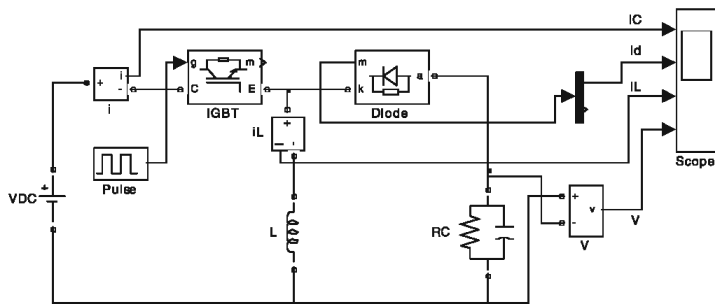 IC
Id
IL
V
Scope
+
i
-
i
g
m
C
E
IGBT
m
a
k
Diode
+
-
iL
Pulse
+
VDC
L
RC
+
-
v
V